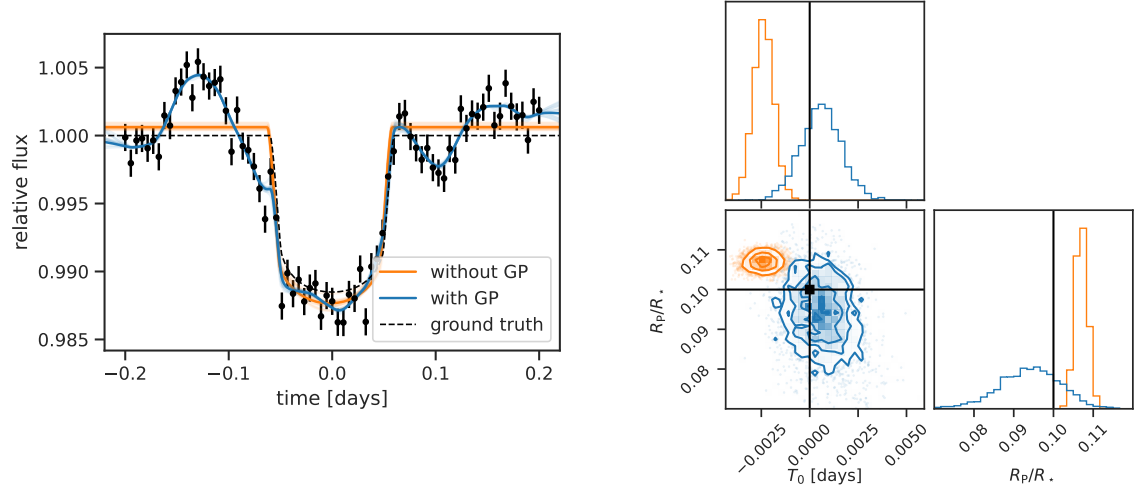 1.005
1.000
0.995
0.990
0.985
relative flux
without GP
with GP
ground truth
−0.2 −0.1 0.0 0.1 0.2
time [days]
0.11
0.10
0.09
0.08
R_P/R⋆
−0.0025 0.0000 0.0025 0.0050
T_0 [days]
0.08 0.09 0.10 0.11
R_P/R⋆